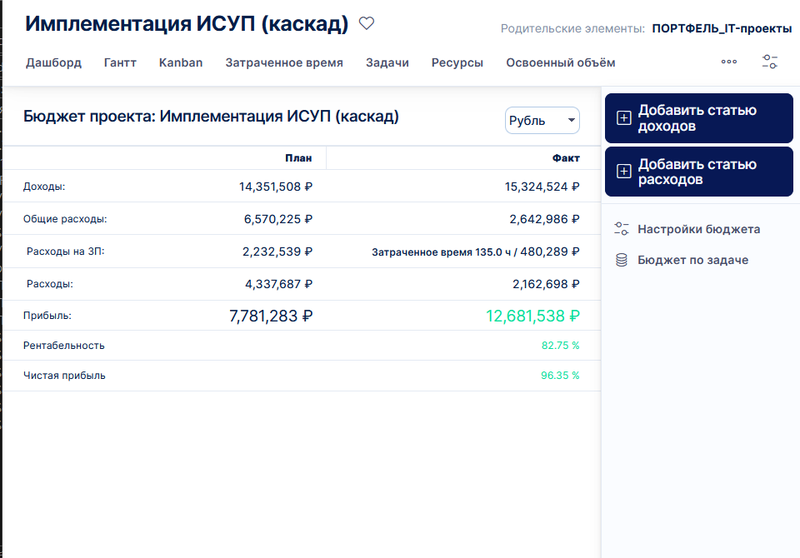 Имплементация ИСУП (каскад)
Родительские элементы: ПОРТФЕЛЬ_IT-проекты
Дашборд Гантт Kanban Затраченное время Задачи Ресурсы Освоенный объём
Бюджет проекта: Имплементация ИСУП (каскад)
Рубль
План Факт
Доходы: 14,351,508 ₽ 15,324,524 ₽
Общие расходы: 6,570,225 ₽ 2,642,986 ₽
Расходы на ЗП: 2,232,539 ₽ Затраченное время 135.0 ч / 480,289 ₽
Расходы: 4,337,687 ₽ 2,162,698 ₽
Прибыль: 7,781,283 ₽ 12,681,538 ₽
Рентабельность 82.75 %
Чистая прибыль 96.35 %
Добавить статью
доходов
Добавить статью
расходов
Настройки бюджета
Бюджет по задаче